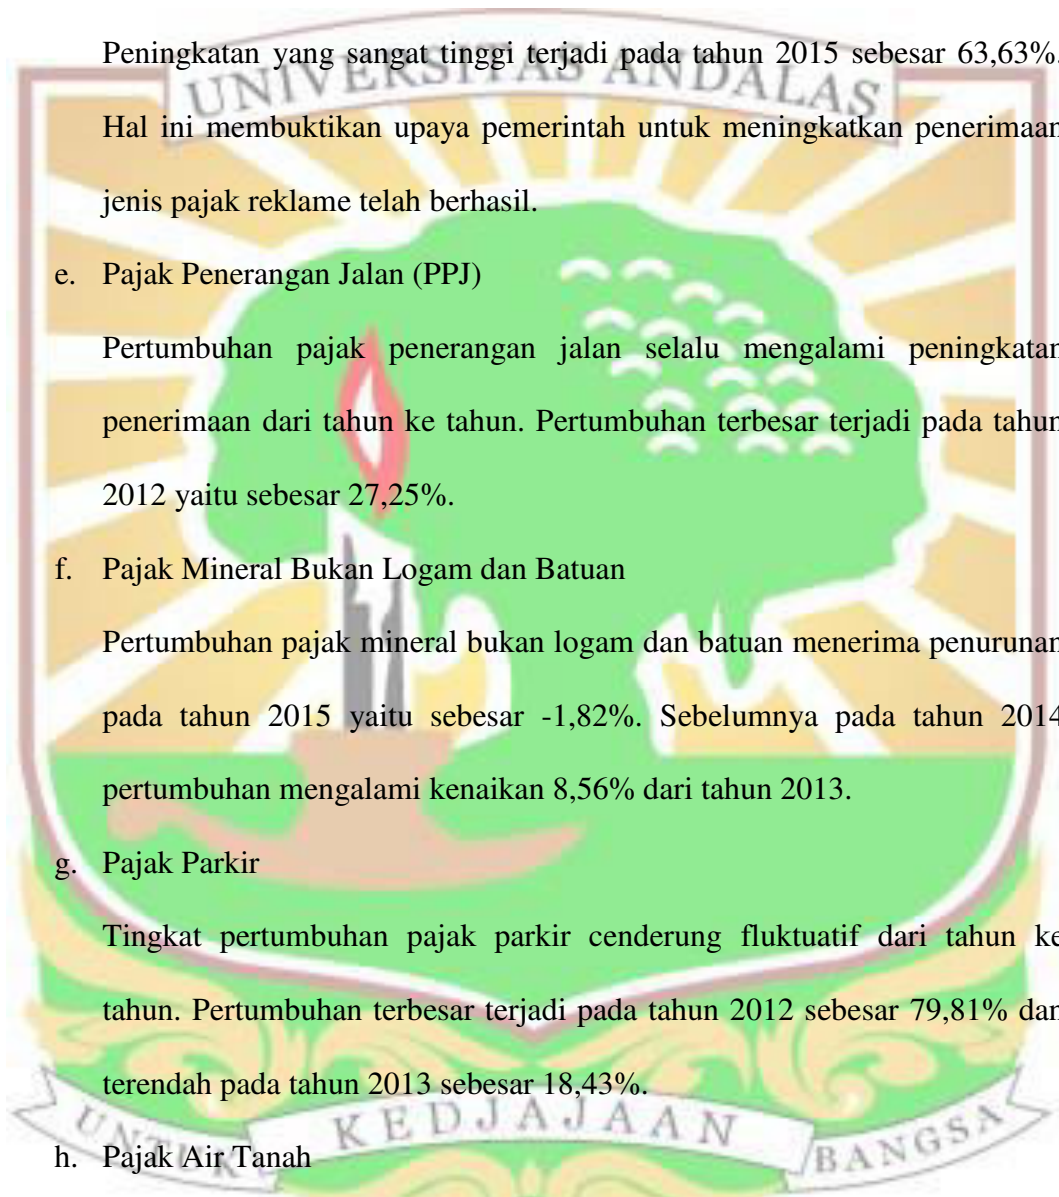 Peningkatan yang sangat tinggi terjadi pada tahun 2015 sebesar 63,63%.
UNIVERSITAS ANDALAS
Hal ini membuktikan upaya pemerintah untuk meningkatkan penerimaan
jenis pajak reklame telah berhasil.
e. Pajak Penerangan Jalan (PPJ)
Pertumbuhan pajak penerangan jalan selalu mengalami peningkatan
penerimaan dari tahun ke tahun. Pertumbuhan terbesar terjadi pada tahun
2012 yaitu sebesar 27,25%.
f. Pajak Mineral Bukan Logam dan Batuan
Pertumbuhan pajak mineral bukan logam dan batuan menerima penurunan
pada tahun 2015 yaitu sebesar -1,82%. Sebelumnya pada tahun 2014
pertumbuhan mengalami kenaikan 8,56% dari tahun 2013.
g. Pajak Parkir
Tingkat pertumbuhan pajak parkir cenderung fluktuatif dari tahun ke
tahun. Pertumbuhan terbesar terjadi pada tahun 2012 sebesar 79,81% dan
terendah pada tahun 2013 sebesar 18,43%.
UNTUK KEDJAJAAN BANGSA
h. Pajak Air Tanah